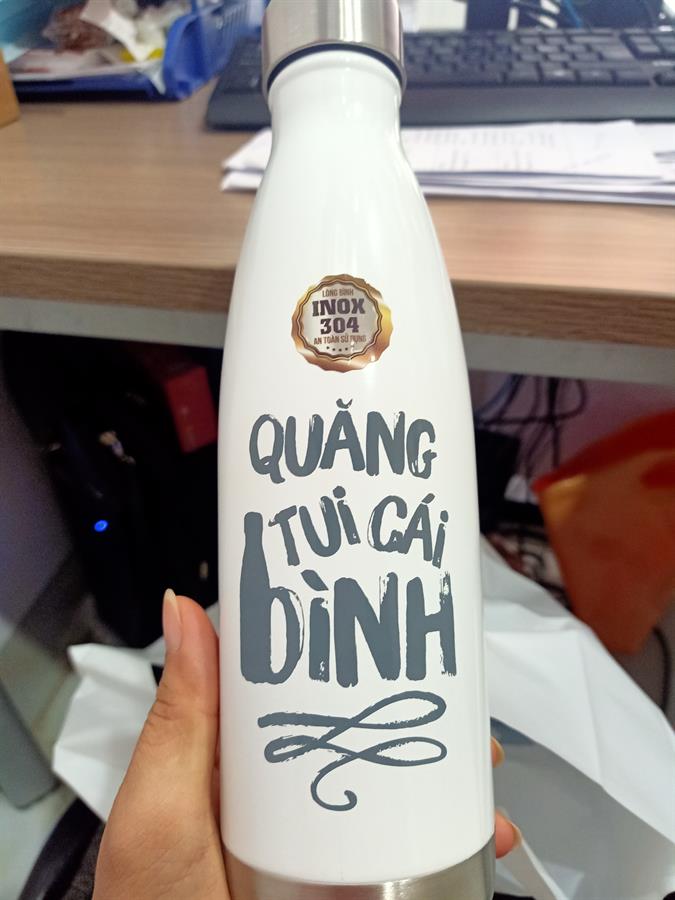 LÒNG BÌNH
INOX
304
AN TOÀN SỬ DỤNG
QUĂNG
TUI CÁI
bÌNH